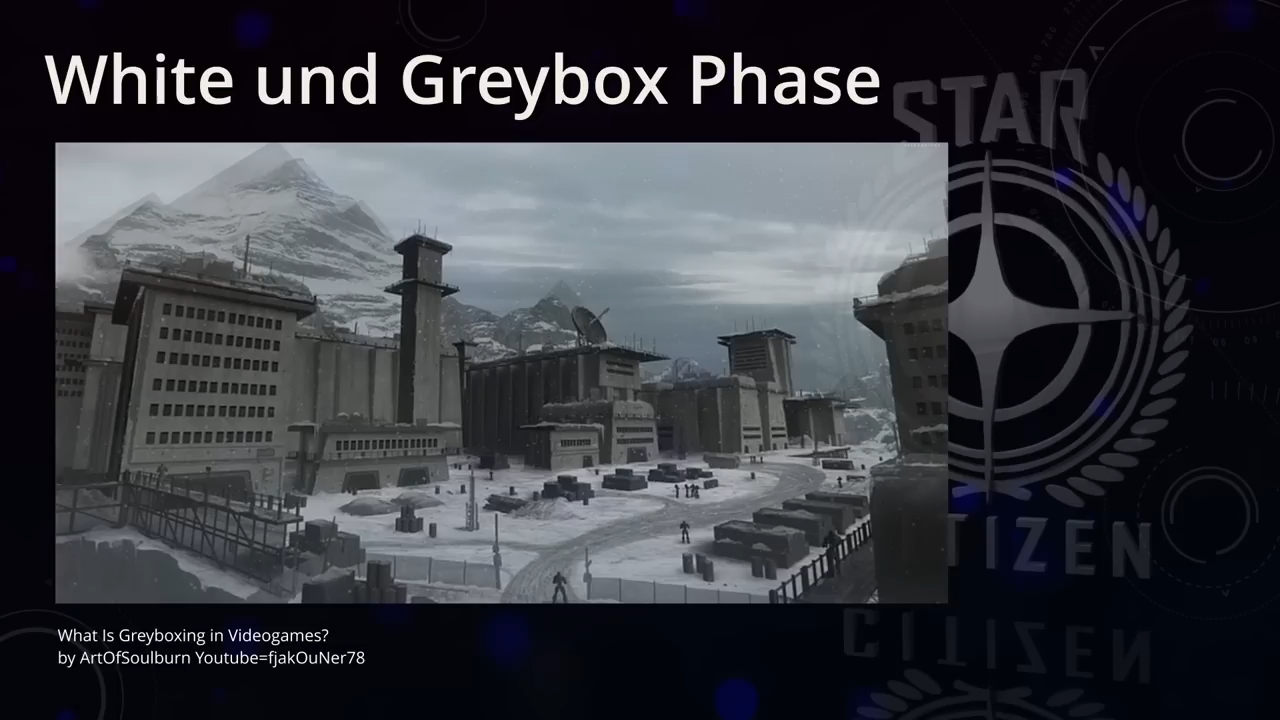 White und Greybox Phase
STAR
CITIZEN
What Is Greyboxing in Videogames?
by ArtOfSoulburn Youtube=fjakOuNer78